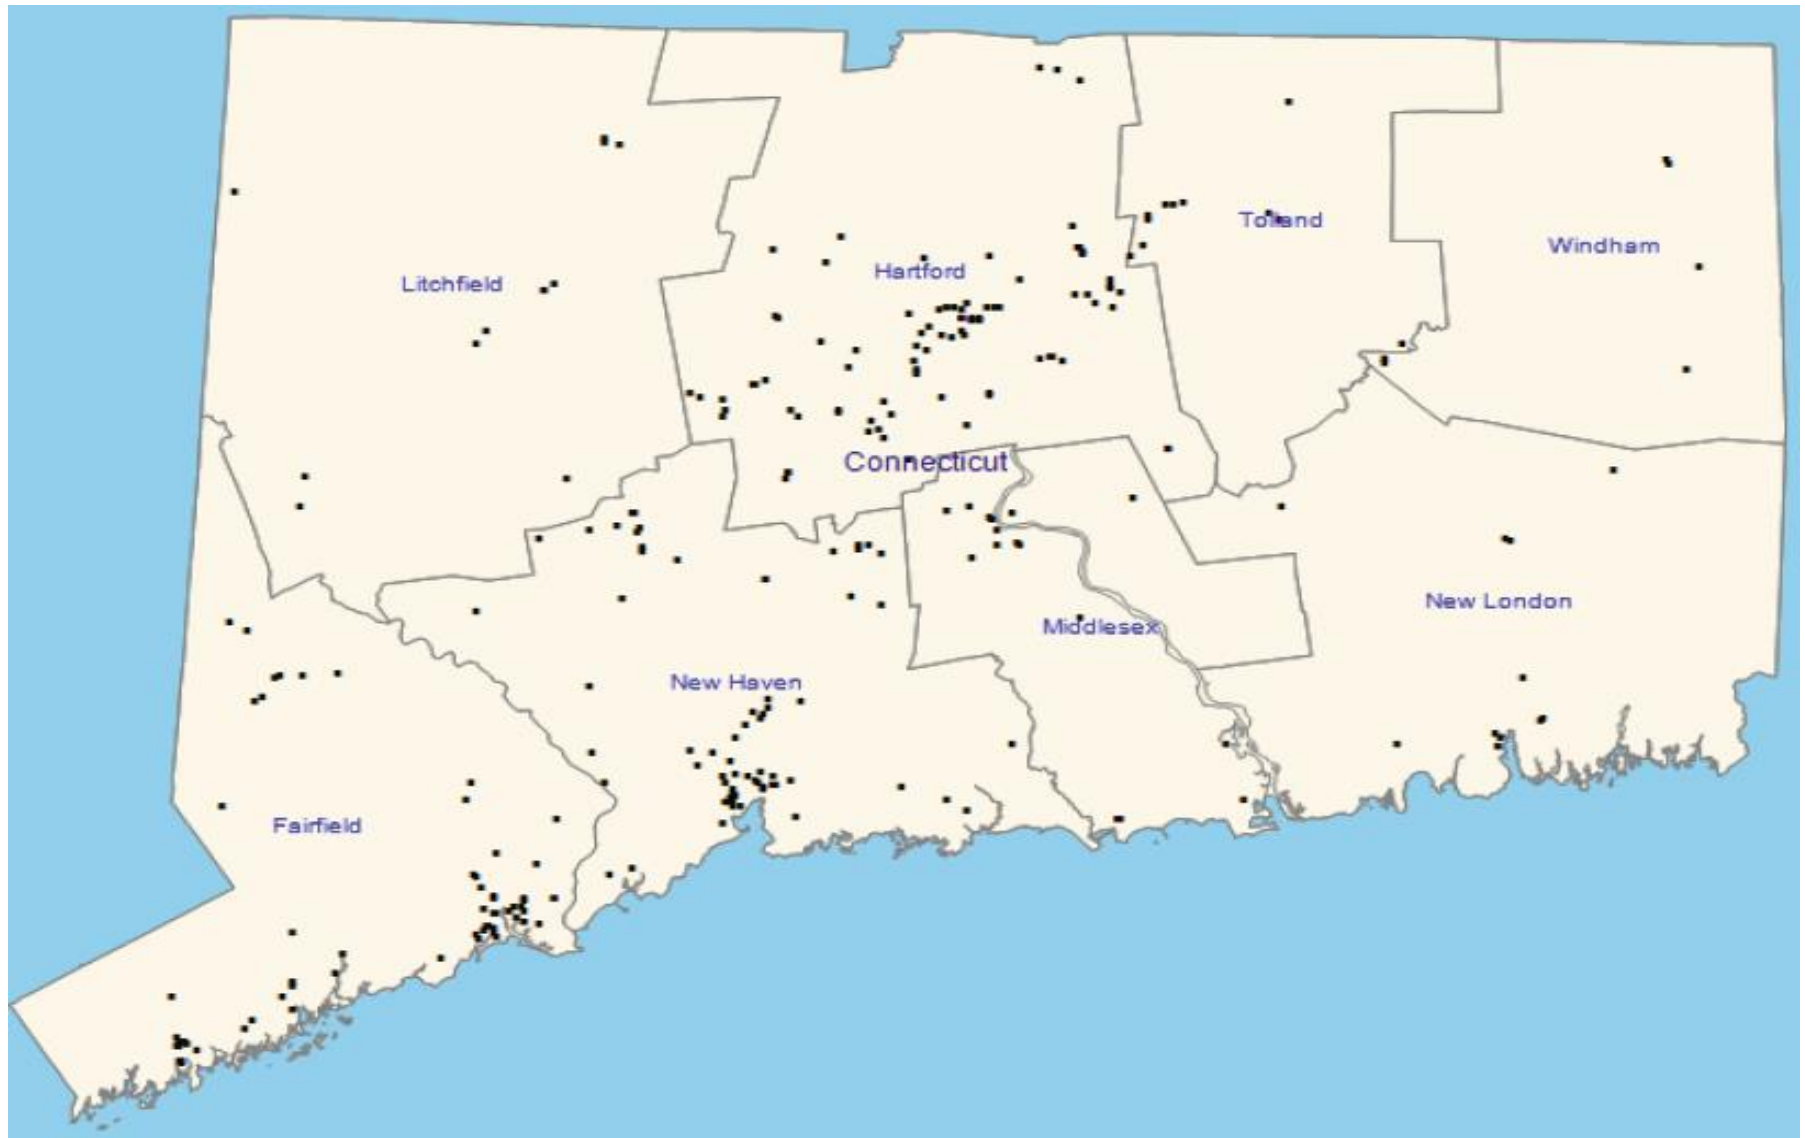 Tolland
Windham
Hartford
Litchfield
Connecticut
New London
Middlesex
New Haven
Fairfield